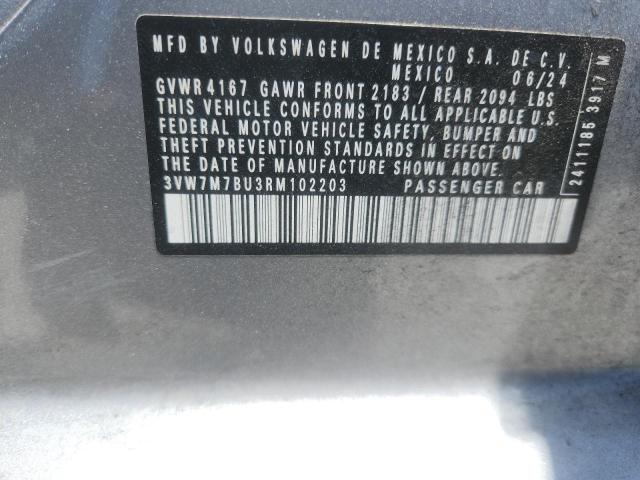 MFD BY VOLKSWAGEN DE MEXICO S.A. DE C.V.
MEXICO 06/24
GVWR 4167 GAWR FRONT 2183 / REAR 2094 LBS
THIS VEHICLE CONFORMS TO ALL APPLICABLE U.S.
FEDERAL MOTOR VEHICLE SAFETY, BUMPER AND
THEFT PREVENTION STANDARDS IN EFFECT ON
THE DATE OF MANUFACTURE SHOWN ABOVE.
3VW7M7BU3RM102203 PASSENGER CAR
2411185 3917 M